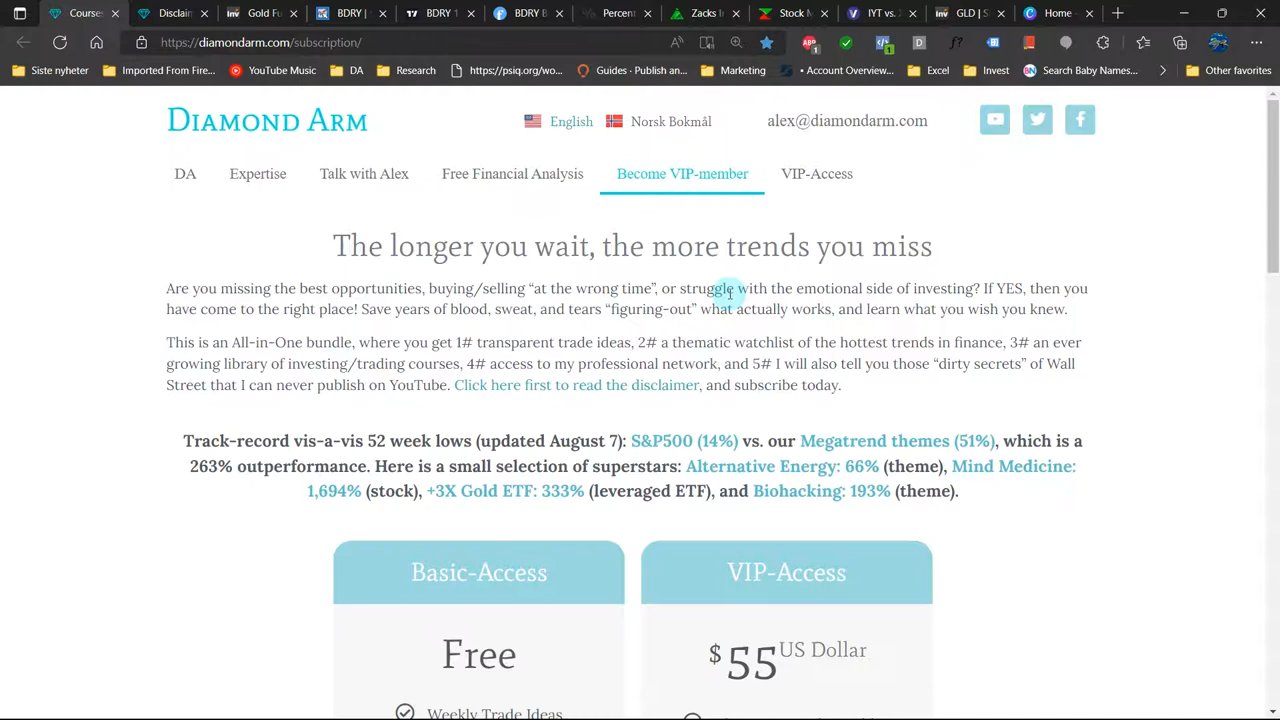 Courses
Disclain
Gold Fu
BDRY |
BDRY 1
BDRY B
Percent
Zacks In
Stock M
IYT vs. X
GLD | S
Home -
https://diamondarm.com/subscription/
Siste nyheter
Imported From Fire...
YouTube Music
DA
Research
https://psiq.org/wo...
Guides · Publish an...
Marketing
• Account Overview...
Excel
Invest
Search Baby Names...
Other favorites
DIAMOND ARM
English
Norsk Bokmål
alex@diamondarm.com
DA
Expertise
Talk with Alex
Free Financial Analysis
Become VIP-member
VIP-Access
The longer you wait, the more trends you miss
Are you missing the best opportunities, buying/selling “at the wrong time”, or struggle with the emotional side of investing? If YES, then you
have come to the right place! Save years of blood, sweat, and tears “figuring-out” what actually works, and learn what you wish you knew.
This is an All-in-One bundle, where you get 1# transparent trade ideas, 2# a thematic watchlist of the hottest trends in finance, 3# an ever
growing library of investing/trading courses, 4# access to my professional network, and 5# I will also tell you those “dirty secrets” of Wall
Street that I can never publish on YouTube. Click here first to read the disclaimer, and subscribe today.
Track-record vis-a-vis 52 week lows (updated August 7): S&P500 (14%) vs. our Megatrend themes (51%), which is a
263% outperformance. Here is a small selection of superstars: Alternative Energy: 66% (theme), Mind Medicine:
1,694% (stock), +3X Gold ETF: 333% (leveraged ETF), and Biohacking: 193% (theme).
Basic-Access
VIP-Access
Free
$55 US Dollar
Weekly Trade Ideas